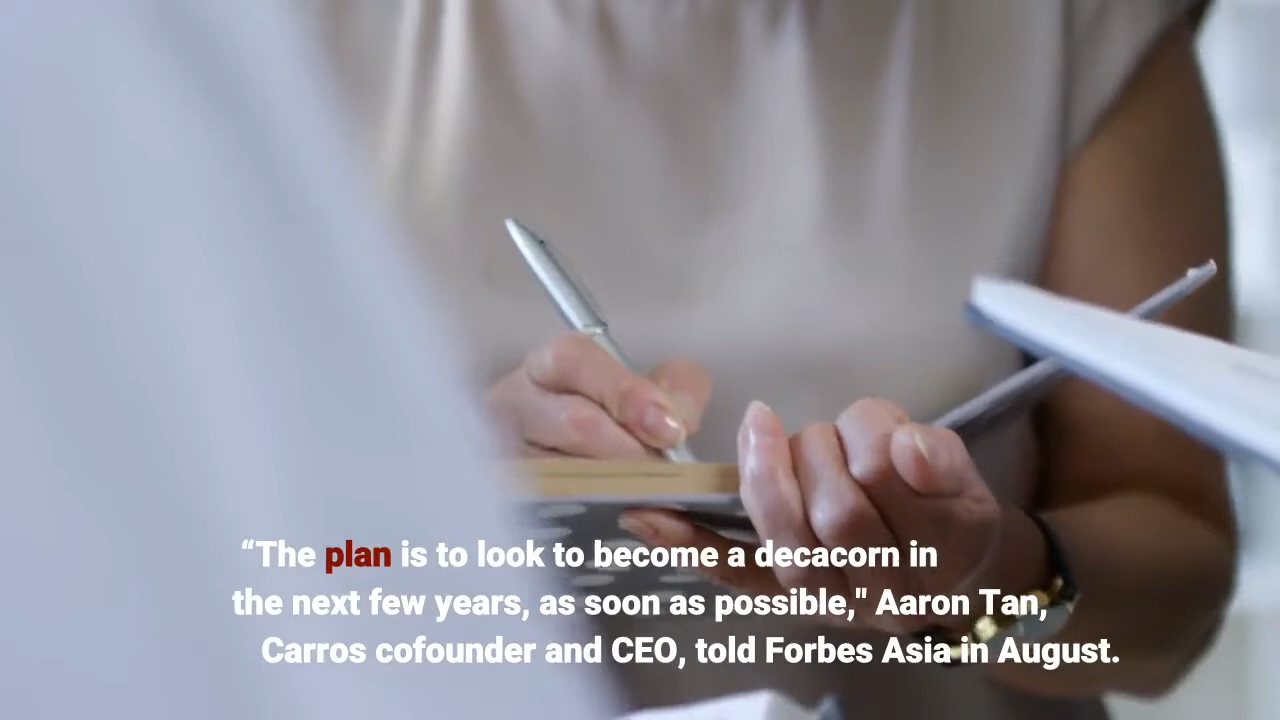 “The plan is to look to become a decacorn in
the next few years, as soon as possible," Aaron Tan,
Carros cofounder and CEO, told Forbes Asia in August.